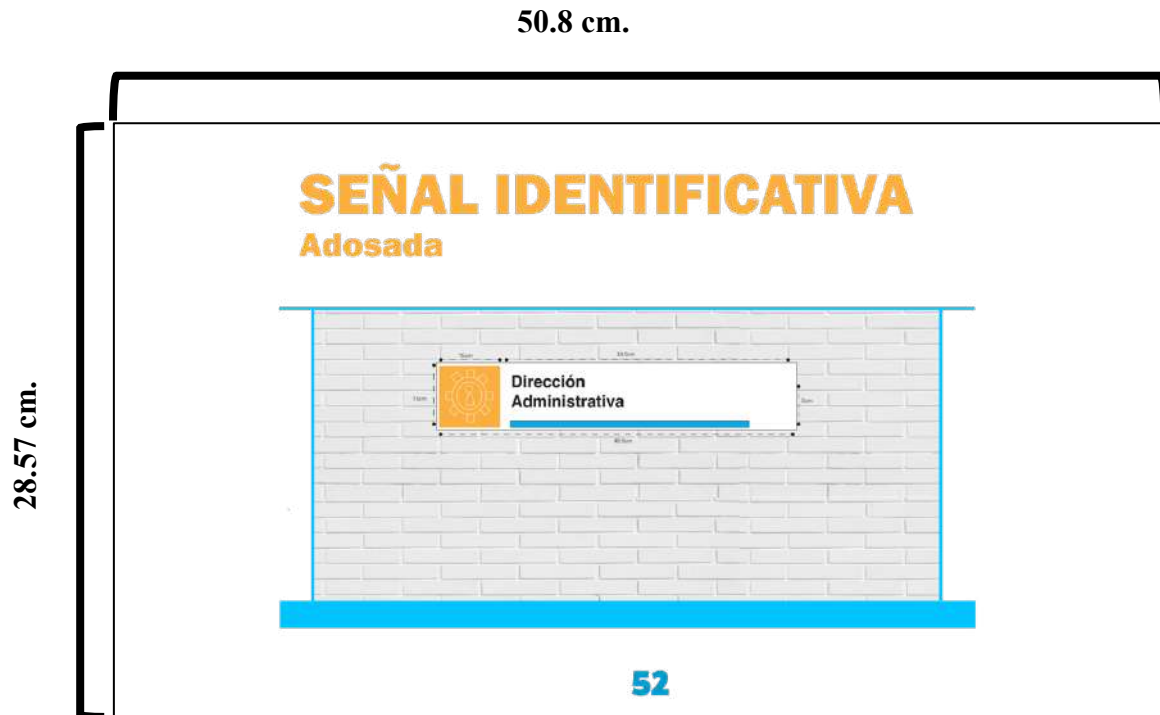 50.8 cm.
28.57 cm.
SEÑAL IDENTIFICATIVA
Adosada
Dirección
Administrativa
52